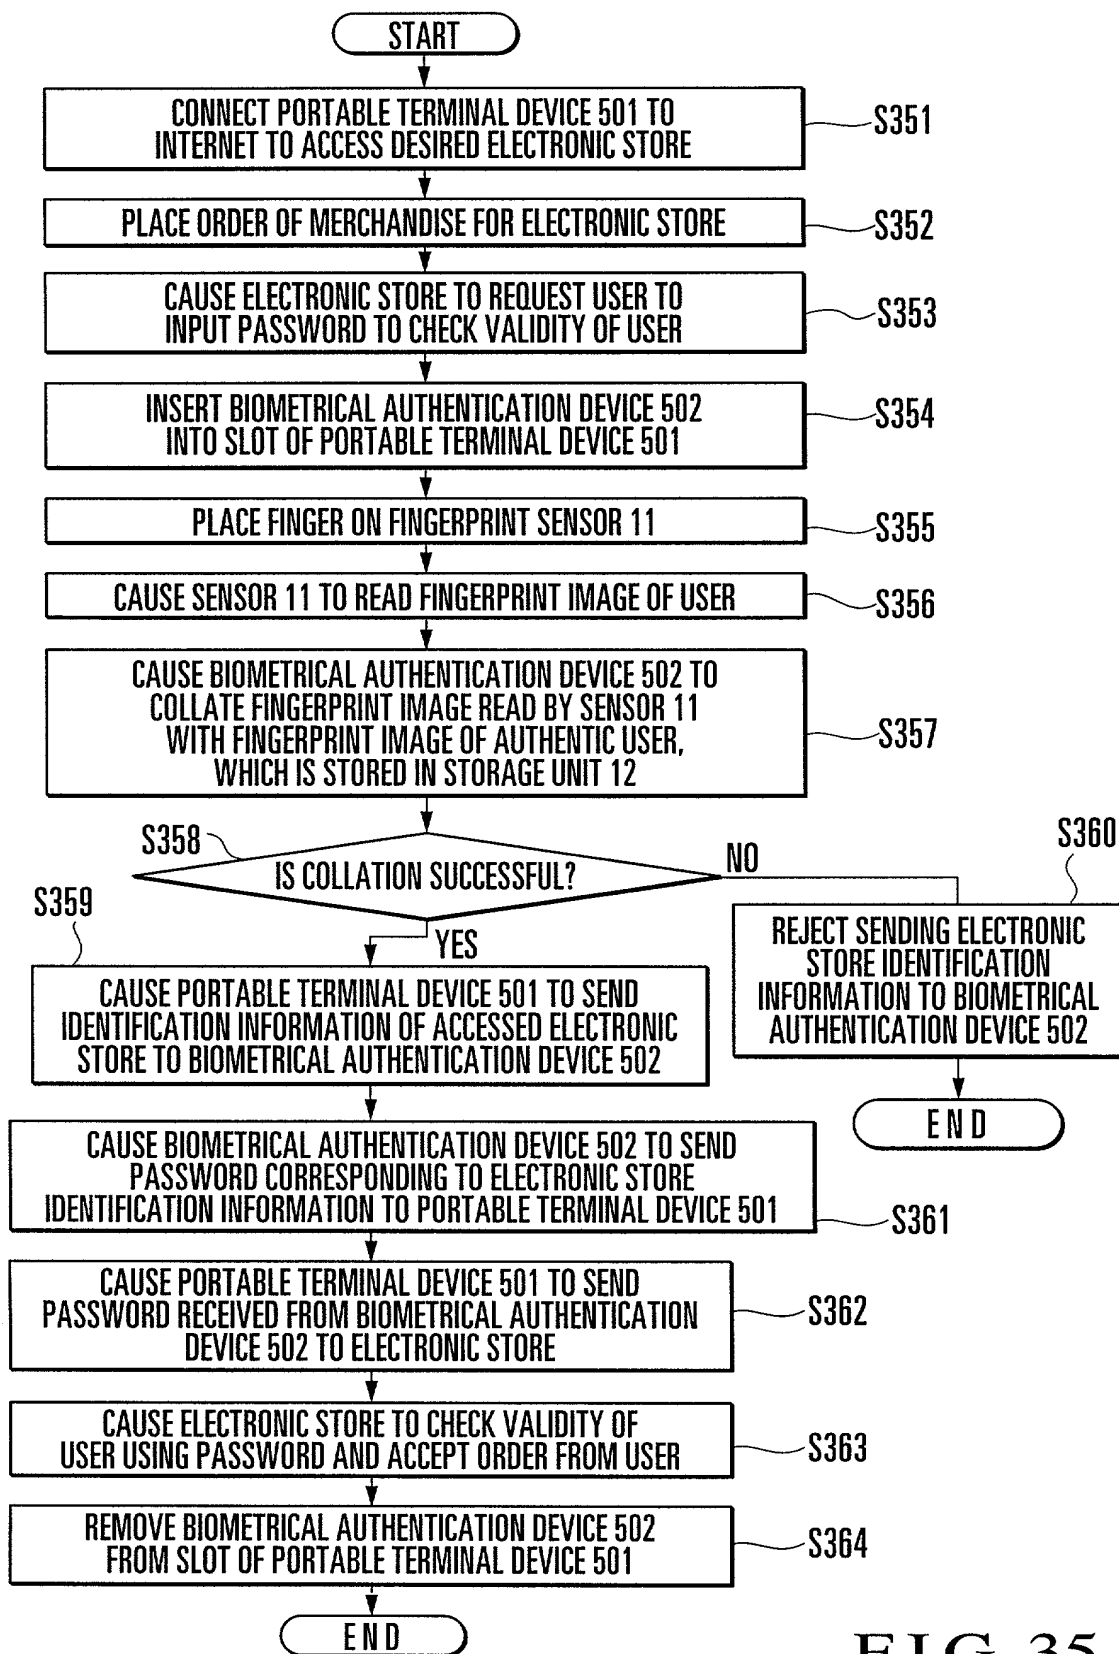 START
CONNECT PORTABLE TERMINAL DEVICE 501 TO
INTERNET TO ACCESS DESIRED ELECTRONIC STORE
S351
PLACE ORDER OF MERCHANDISE FOR ELECTRONIC STORE
S352
CAUSE ELECTRONIC STORE TO REQUEST USER TO
INPUT PASSWORD TO CHECK VALIDITY OF USER
S353
INSERT BIOMETRICAL AUTHENTICATION DEVICE 502
INTO SLOT OF PORTABLE TERMINAL DEVICE 501
S354
PLACE FINGER ON FINGERPRINT SENSOR 11
S355
CAUSE SENSOR 11 TO READ FINGERPRINT IMAGE OF USER
S356
CAUSE BIOMETRICAL AUTHENTICATION DEVICE 502 TO
COLLATE FINGERPRINT IMAGE READ BY SENSOR 11
WITH FINGERPRINT IMAGE OF AUTHENTIC USER,
WHICH IS STORED IN STORAGE UNIT 12
S357
S358
IS COLLATION SUCCESSFUL?
NO
YES
S360
REJECT SENDING ELECTRONIC
STORE IDENTIFICATION
INFORMATION TO BIOMETRICAL
AUTHENTICATION DEVICE 502
END
S359
CAUSE PORTABLE TERMINAL DEVICE 501 TO SEND
IDENTIFICATION INFORMATION OF ACCESSED ELECTRONIC
STORE TO BIOMETRICAL AUTHENTICATION DEVICE 502
CAUSE BIOMETRICAL AUTHENTICATION DEVICE 502 TO SEND
PASSWORD CORRESPONDING TO ELECTRONIC STORE
IDENTIFICATION INFORMATION TO PORTABLE TERMINAL DEVICE 501
S361
CAUSE PORTABLE TERMINAL DEVICE 501 TO SEND
PASSWORD RECEIVED FROM BIOMETRICAL AUTHENTICATION
DEVICE 502 TO ELECTRONIC STORE
S362
CAUSE ELECTRONIC STORE TO CHECK VALIDITY OF
USER USING PASSWORD AND ACCEPT ORDER FROM USER
S363
REMOVE BIOMETRICAL AUTHENTICATION DEVICE 502
FROM SLOT OF PORTABLE TERMINAL DEVICE 501
S364
END
FIG. 35